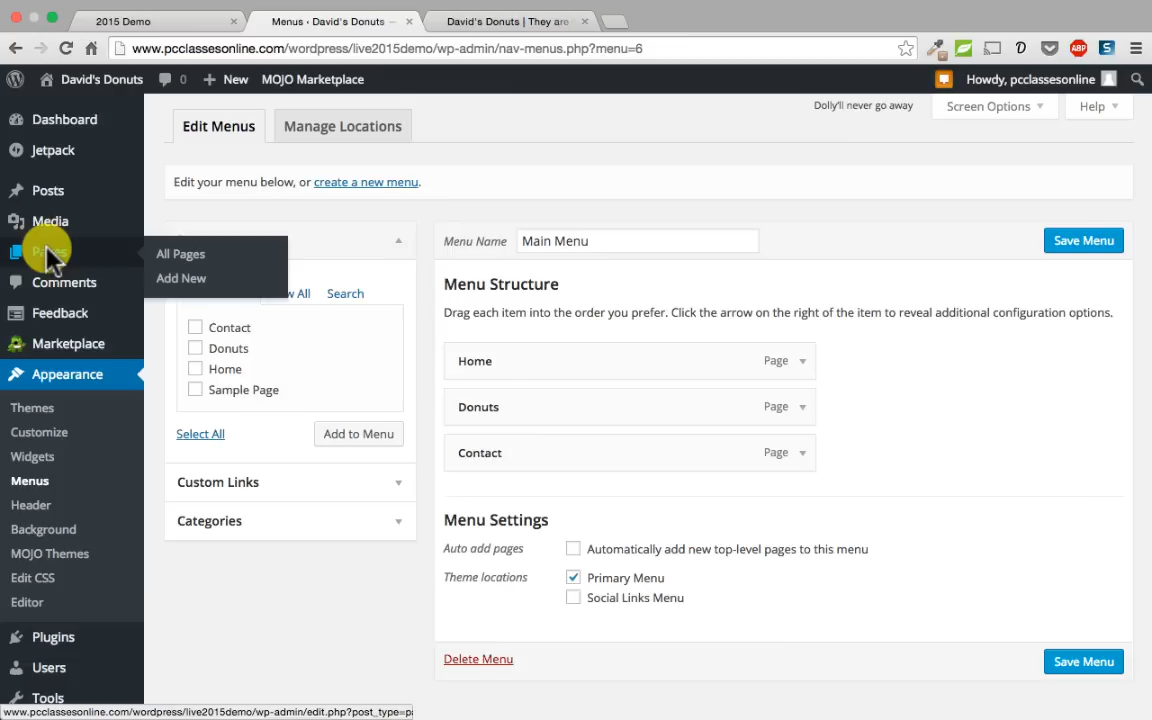 2015 Demo
Menus ‹ David's Donuts —
David's Donuts | They are
www.pcclassesonline.com/wordpress/live2015demo/wp-admin/nav-menus.php?menu=6
David's Donuts 0 New MOJO Marketplace Howdy, pcclassesonline
Dashboard
Jetpack
Posts
Media
Pages
All Pages
Add New
Comments
Feedback
Marketplace
Appearance
Themes
Customize
Widgets
Menus
Header
Background
MOJO Themes
Edit CSS
Editor
Plugins
Users
Tools
Dolly'll never go away
Screen Options
Help
Edit Menus
Manage Locations
Edit your menu below, or create a new menu.
All
Search
Contact
Donuts
Home
Sample Page
Select All
Add to Menu
Custom Links
Categories
Menu Name Main Menu
Save Menu
Menu Structure
Drag each item into the order you prefer. Click the arrow on the right of the item to reveal additional configuration options.
Home Page
Donuts Page
Contact Page
Menu Settings
Auto add pages Automatically add new top-level pages to this menu
Theme locations Primary Menu
Social Links Menu
Delete Menu
Save Menu
www.pcclassesonline.com/wordpress/live2015demo/wp-admin/edit.php?post_type=p